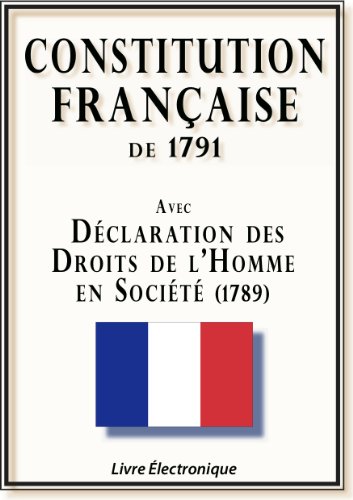 CONSTITUTION
FRANÇAISE
DE 1791
AVEC
DÉCLARATION DES
DROITS DE L'HOMME
EN SOCIÉTÉ (1789)
Livre Électronique